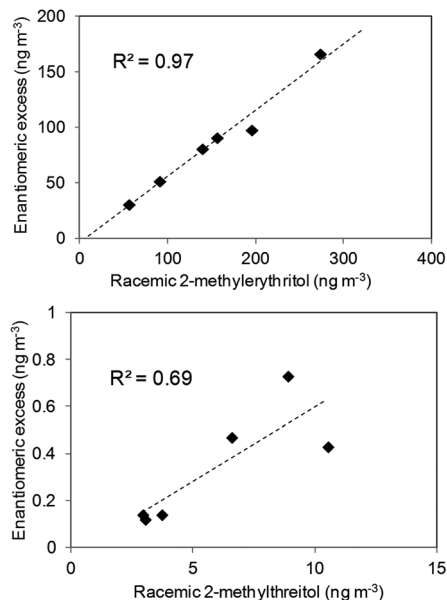 Enantiomeric excess (ng m-3)
200
150
100
50
0
R² = 0.97
0 100 200 300 400
Racemic 2-methylerythritol (ng m-3)
Enantiomeric excess (ng m-3)
1
0.8
0.6
0.4
0.2
0
R² = 0.69
0 5 10 15
Racemic 2-methylthreitol (ng m-3)